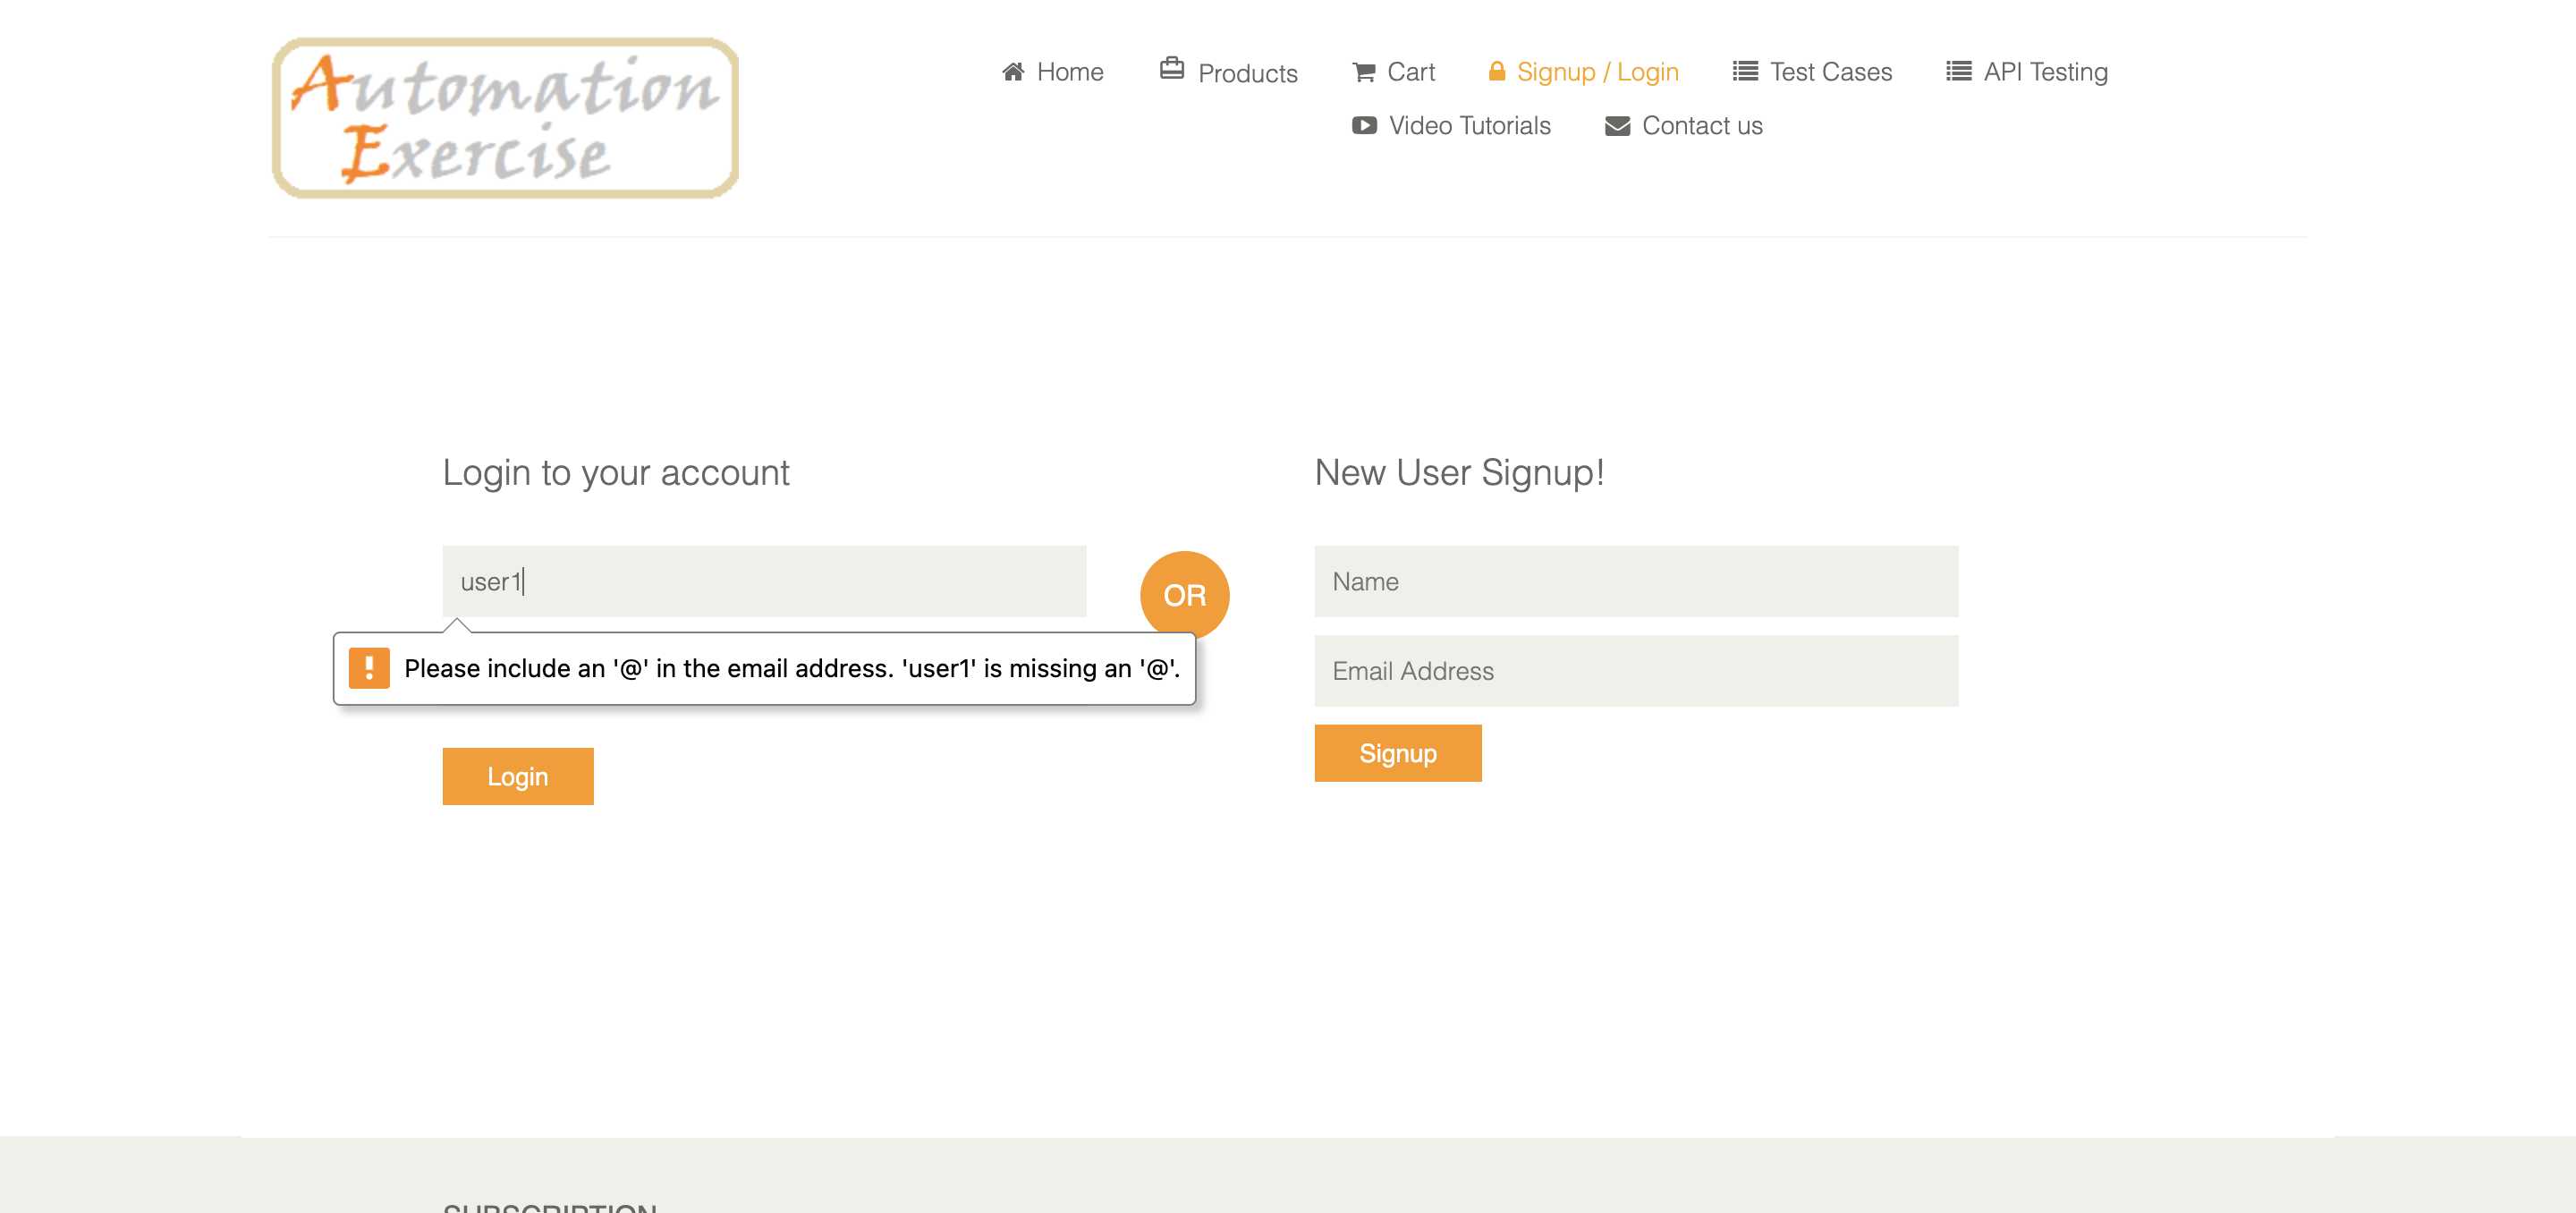 Automation
Exercise
Home Products Cart Signup / Login Test Cases API Testing
Video Tutorials Contact us
Login to your account
user1
Please include an '@' in the email address. 'user1' is missing an '@'.
Login
OR
New User Signup!
Name
Email Address
Signup
SUBSCRIPTION